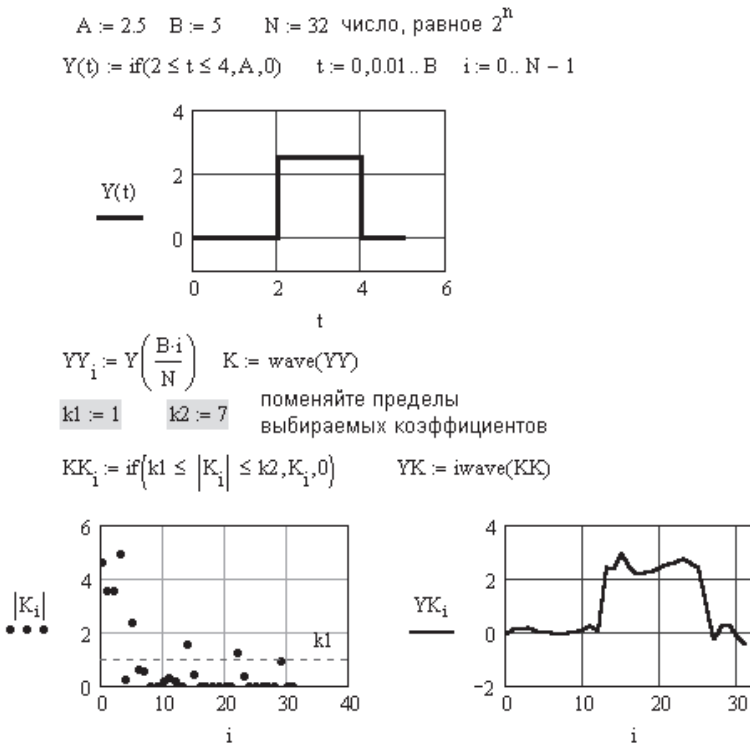 A := 2.5 B := 5 N := 32 число, равное 2^n
Y(t) := if(2 ≤ t ≤ 4, A, 0) t := 0, 0.01 .. B i := 0 .. N − 1
4
2
0
Y(t)
0 2 4 6
t
YY_i := Y(B·i/N) K := wave(YY)
k1 := 1 k2 := 7 поменяйте пределы
выбираемых коэффициентов
KK_i := if(k1 ≤ |K_i| ≤ k2, K_i, 0) YK := iwave(KK)
6
4
2
0
|K_i|
k1
0 10 20 30 40
i
4
2
0
−2
YK_i
0 10 20 30
i